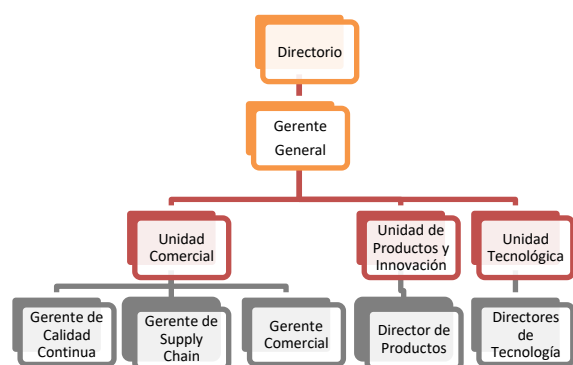 Directorio
Gerente
General
Unidad
Comercial
Unidad de
Productos y
Innovación
Unidad
Tecnológica
Gerente de
Calidad
Continua
Gerente de
Supply
Chain
Gerente
Comercial
Director de
Productos
Directores
de
Tecnología